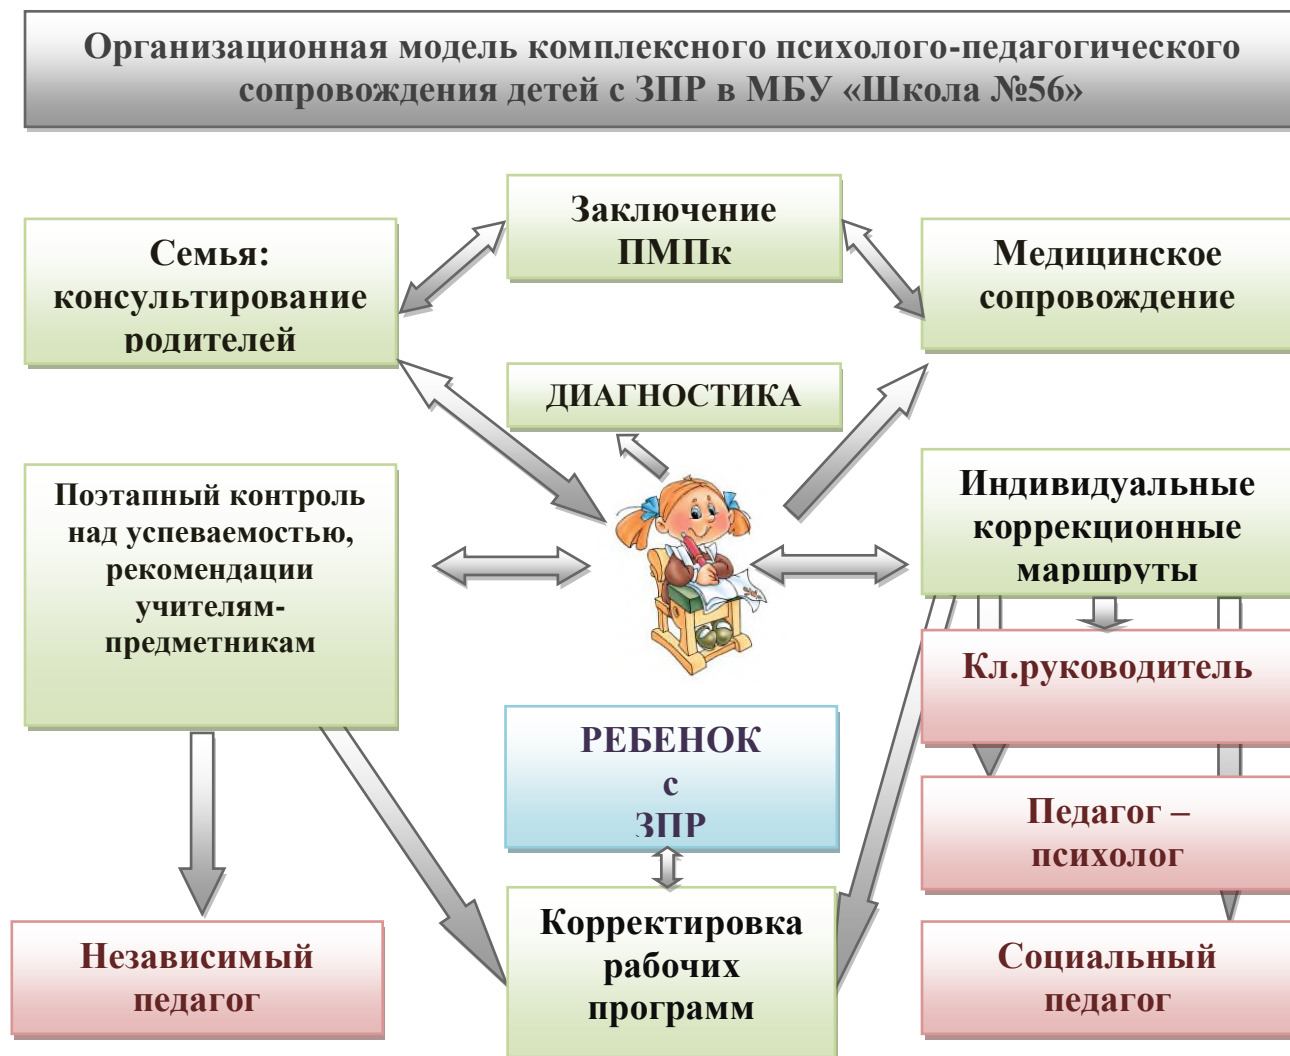 Организационная модель комплексного психолого-педагогического
сопровождения детей с ЗПР в МБУ «Школа №56»
Заключение
ПМПк
Семья:
консультирование
родителей
Медицинское
сопровождение
ДИАГНОСТИКА
Поэтапный контроль
над успеваемостью,
рекомендации
учителям-
предметникам
Индивидуальные
коррекционные
маршруты
Кл.руководитель
РЕБЕНОК
с
ЗПР
Педагог –
психолог
Корректировка
рабочих
программ
Независимый
педагог
Социальный
педагог